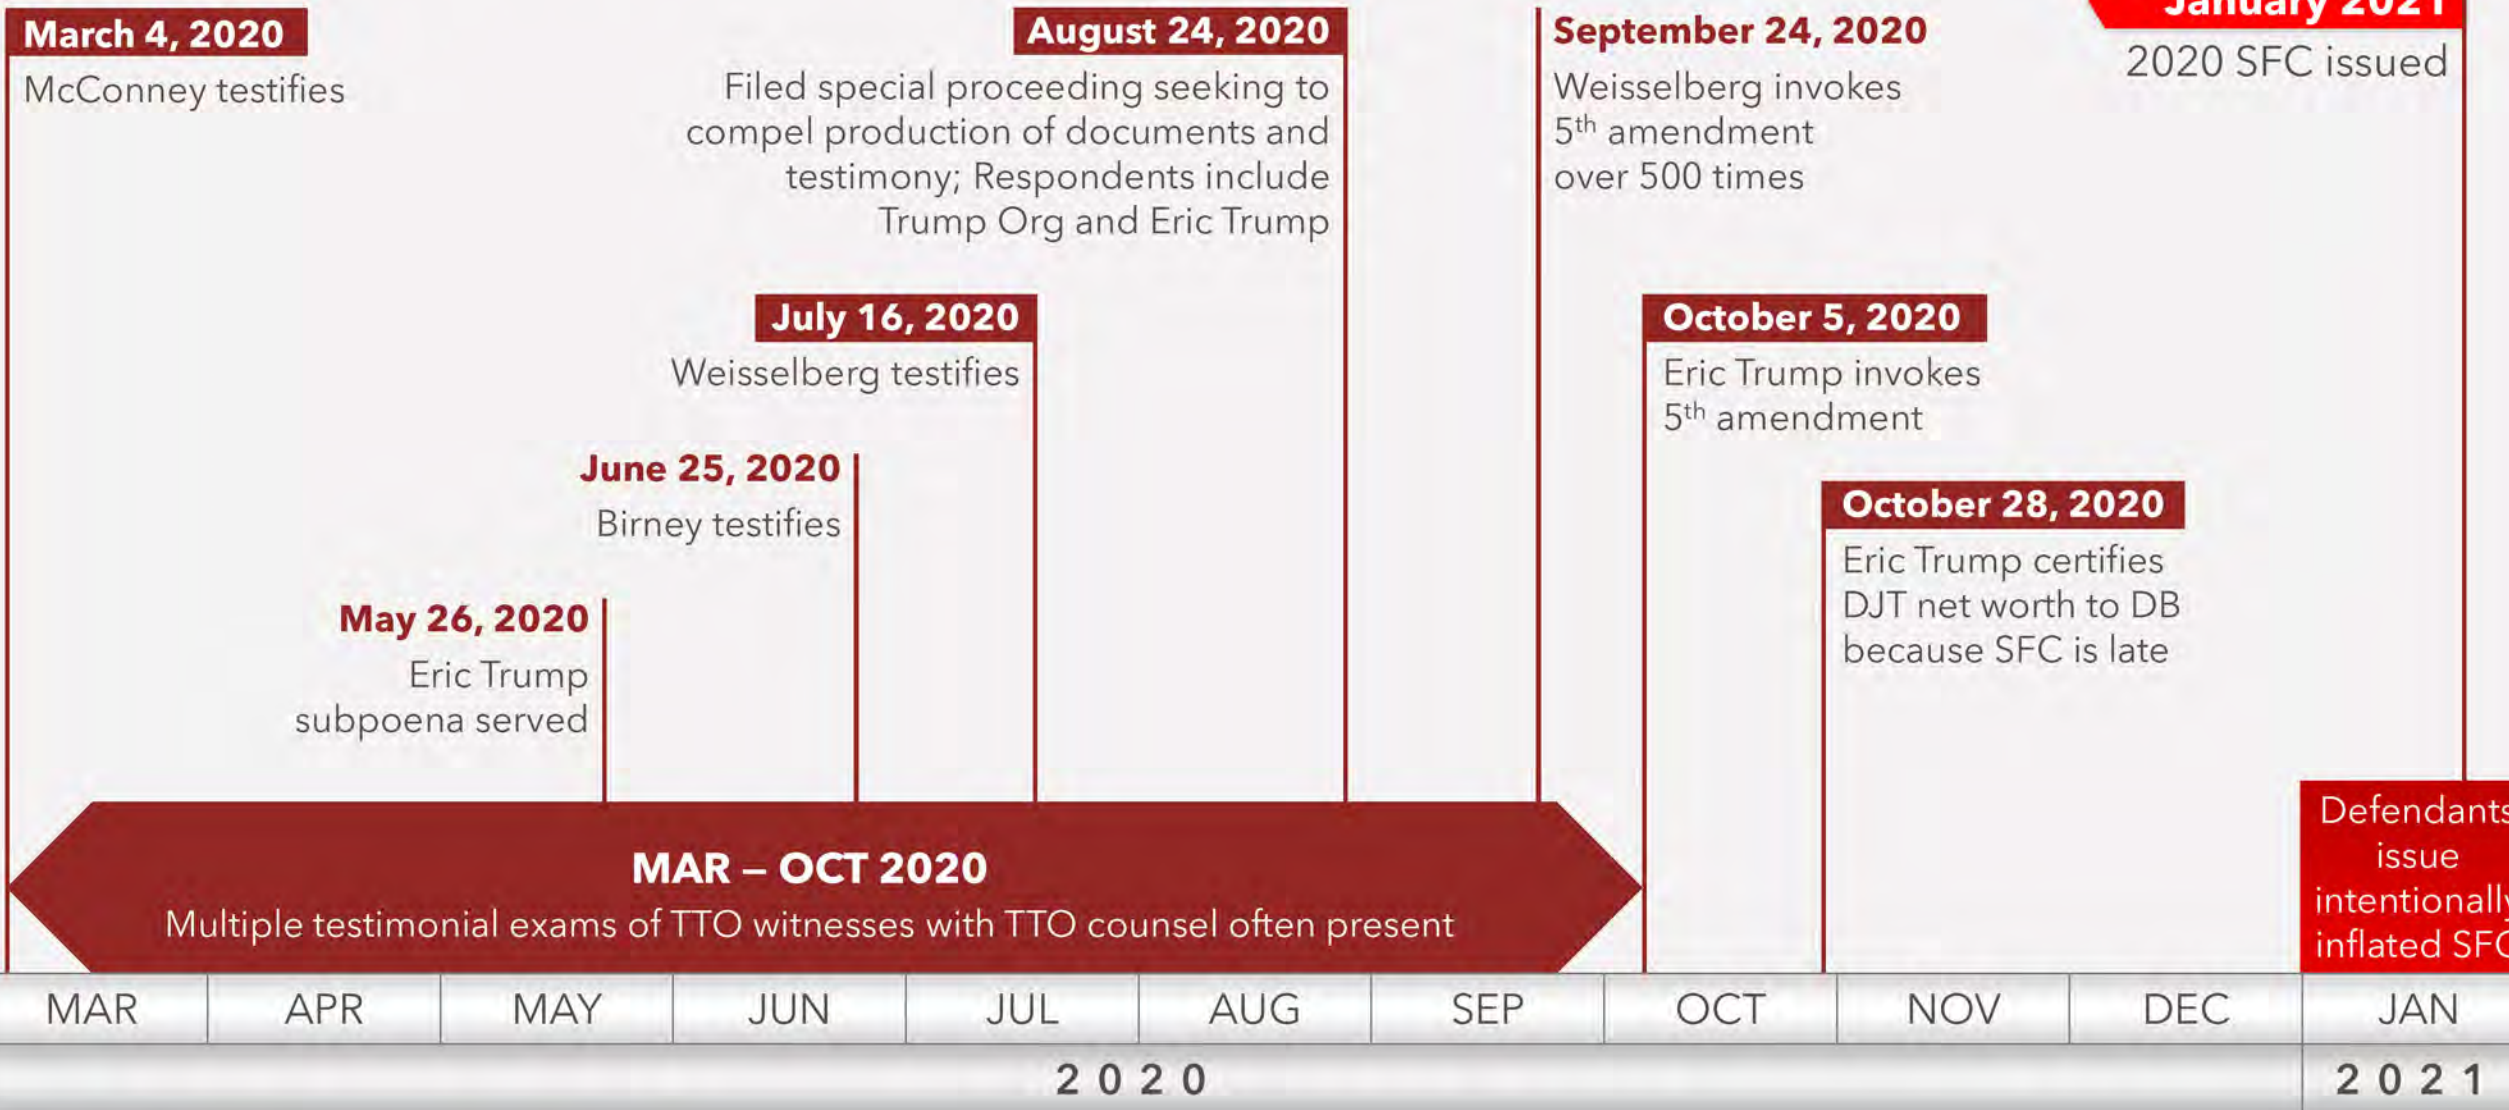 March 4, 2020
McConney testifies
August 24, 2020
Filed special proceeding seeking to
compel production of documents and
testimony; Respondents include
Trump Org and Eric Trump
September 24, 2020
Weisselberg invokes
5th amendment
over 500 times
January 2021
2020 SFC issued
July 16, 2020
Weisselberg testifies
October 5, 2020
Eric Trump invokes
5th amendment
June 25, 2020
Birney testifies
October 28, 2020
Eric Trump certifies
DJT net worth to DB
because SFC is late
May 26, 2020
Eric Trump
subpoena served
Defendants
issue
intentionally
inflated SFC
MAR – OCT 2020
Multiple testimonial exams of TTO witnesses with TTO counsel often present
MAR APR MAY JUN JUL AUG SEP OCT NOV DEC JAN
2020 2021